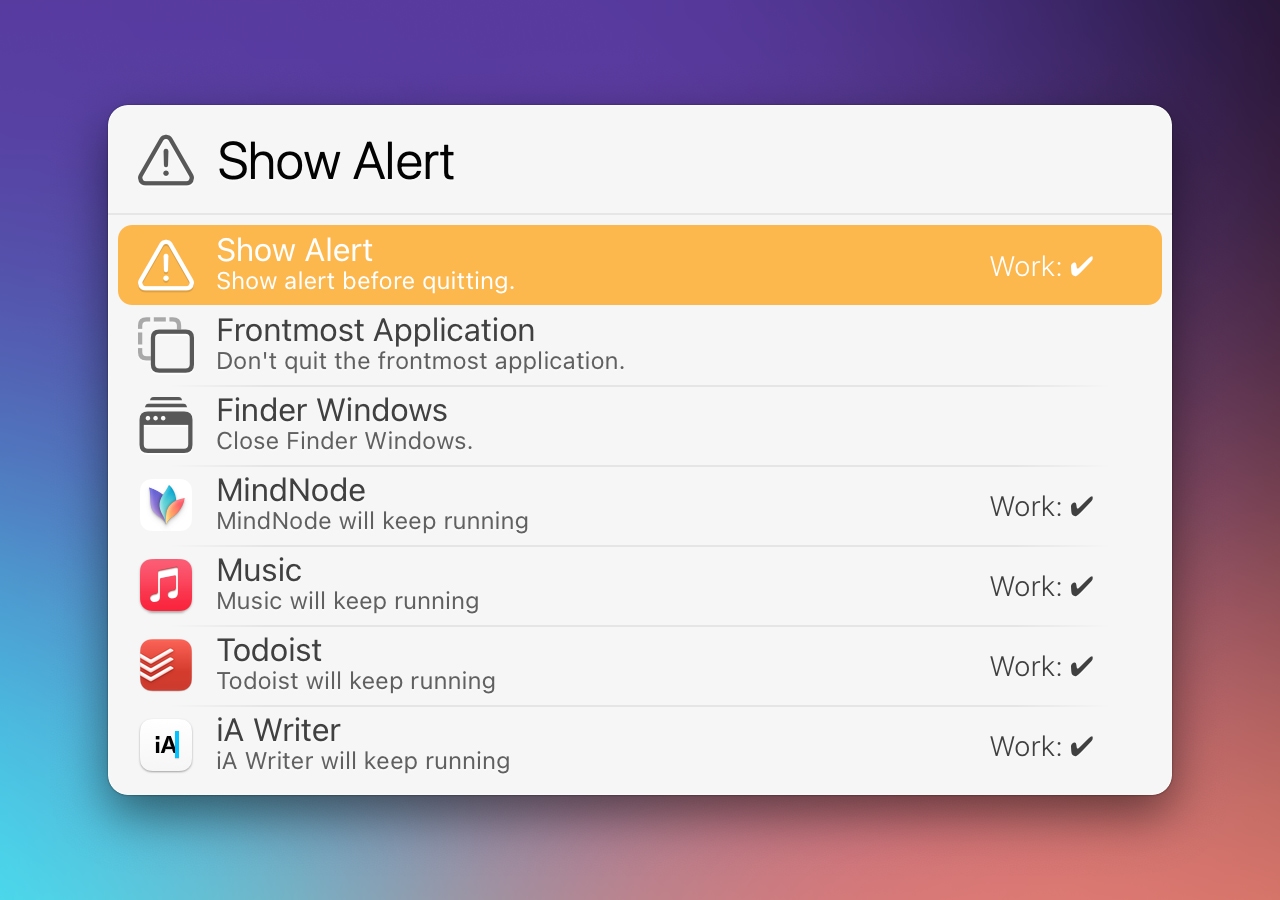 Show Alert
Show Alert
Show alert before quitting.
Work: ✔
Frontmost Application
Don't quit the frontmost application.
Finder Windows
Close Finder Windows.
MindNode
MindNode will keep running
Work: ✔
Music
Music will keep running
Work: ✔
Todoist
Todoist will keep running
Work: ✔
iA
iA Writer
iA Writer will keep running
Work: ✔